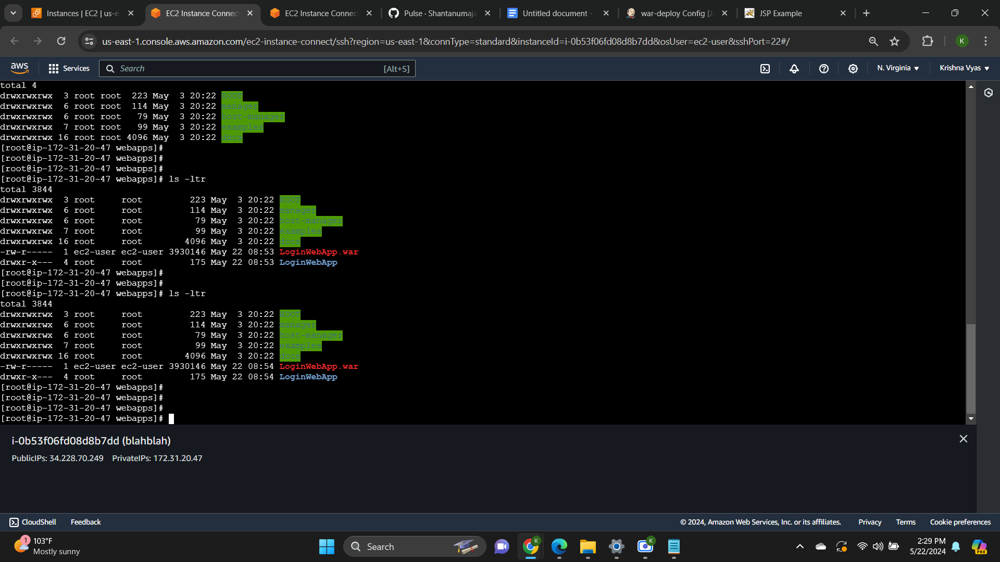 Instances | EC2 | us-e
EC2 Instance Connec
EC2 Instance Connec
Pulse · Shantanumaja
Untitled document -
war-deploy Config [J
JSP Example
us-east-1.console.aws.amazon.com/ec2-instance-connect/ssh?region=us-east-1&connType=standard&instanceId=i-0b53f06fd08d8b7dd&osUser=ec2-user&sshPort=22#/
K
aws
Services
Search
[Alt+S]
N. Virginia ▼
Krishna Vyas ▼
total 4
drwxrwxrwx  3 root root  223 May  3 20:22 ROOT
drwxrwxrwx  6 root root  114 May  3 20:22 manager
drwxrwxrwx  6 root root   79 May  3 20:22 host-manager
drwxrwxrwx  7 root root   99 May  3 20:22 examples
drwxrwxrwx 16 root root 4096 May  3 20:22 docs
[root@ip-172-31-20-47 webapps]#
[root@ip-172-31-20-47 webapps]#
[root@ip-172-31-20-47 webapps]#
[root@ip-172-31-20-47 webapps]# ls -ltr
total 3844
drwxrwxrwx  3 root     root         223 May  3 20:22 ROOT
drwxrwxrwx  6 root     root         114 May  3 20:22 manager
drwxrwxrwx  6 root     root          79 May  3 20:22 host-manager
drwxrwxrwx  7 root     root          99 May  3 20:22 examples
drwxrwxrwx 16 root     root        4096 May  3 20:22 docs
-rw-r-----  1 ec2-user ec2-user 3930146 May 22 08:53 LoginWebApp.war
drwxr-x---  4 root     root         175 May 22 08:53 LoginWebApp
[root@ip-172-31-20-47 webapps]#
[root@ip-172-31-20-47 webapps]#
[root@ip-172-31-20-47 webapps]# ls -ltr
total 3844
drwxrwxrwx  3 root     root         223 May  3 20:22 ROOT
drwxrwxrwx  6 root     root         114 May  3 20:22 manager
drwxrwxrwx  6 root     root          79 May  3 20:22 host-manager
drwxrwxrwx  7 root     root          99 May  3 20:22 examples
drwxrwxrwx 16 root     root        4096 May  3 20:22 docs
-rw-r-----  1 ec2-user ec2-user 3930146 May 22 08:54 LoginWebApp.war
drwxr-x---  4 root     root         175 May 22 08:54 LoginWebApp
[root@ip-172-31-20-47 webapps]#
[root@ip-172-31-20-47 webapps]#
[root@ip-172-31-20-47 webapps]#
[root@ip-172-31-20-47 webapps]#
i-0b53f06fd08d8b7dd (blahblah)
PublicIPs: 34.228.70.249 PrivateIPs: 172.31.20.47
CloudShell
Feedback
© 2024, Amazon Web Services, Inc. or its affiliates.
Privacy
Terms
Cookie preferences
1
103°F
Mostly sunny
Search
K
K
2:29 PM
5/22/2024
PRE